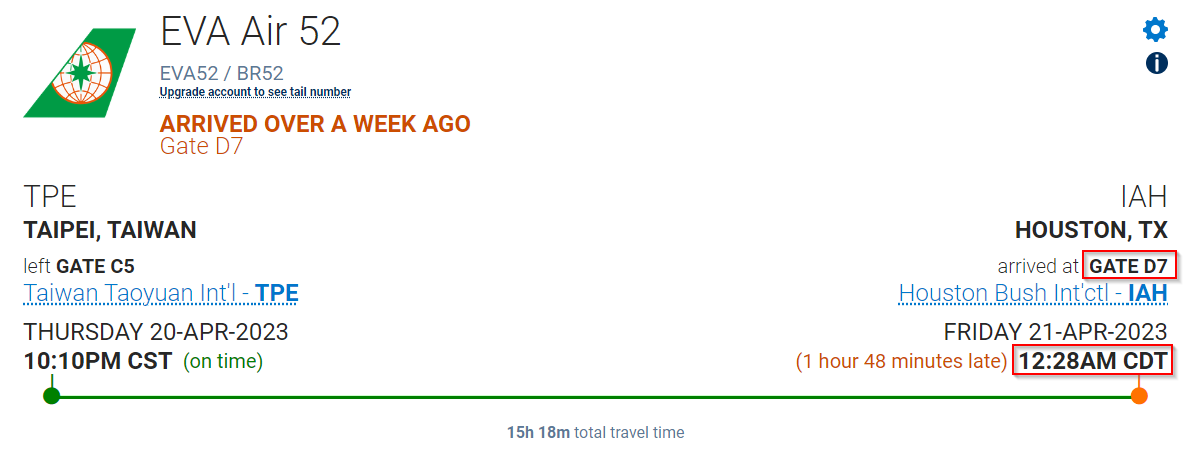 EVA Air 52
EVA52 / BR52
Upgrade account to see tail number
ARRIVED OVER A WEEK AGO
Gate D7
TPE
TAIPEI, TAIWAN
left GATE C5
Taiwan Taoyuan Int'l - TPE
THURSDAY 20-APR-2023
10:10PM CST (on time)
IAH
HOUSTON, TX
arrived at GATE D7
Houston Bush Int'ctl - IAH
FRIDAY 21-APR-2023
(1 hour 48 minutes late) 12:28AM CDT
15h 18m total travel time